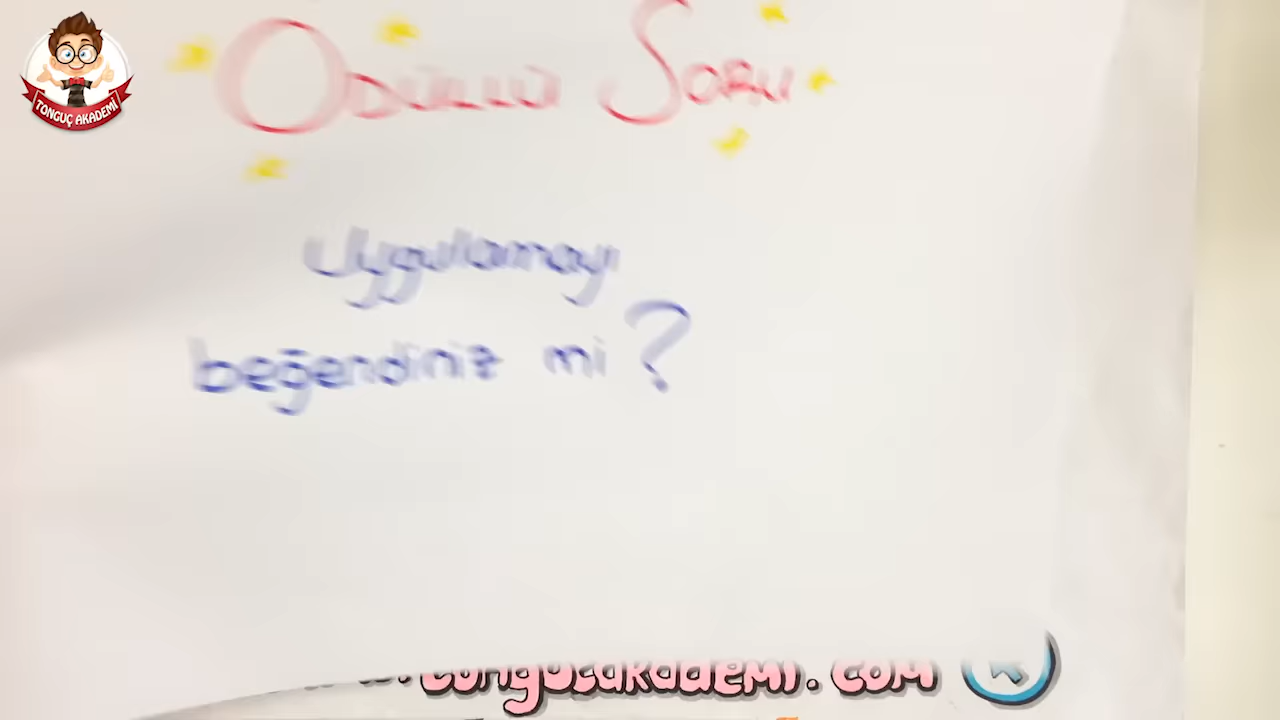 TONGUÇ AKADEMİ
ÖDÜLLÜ SORU
Uygulamayı
beğendiniz mi?
tongucakademi.com